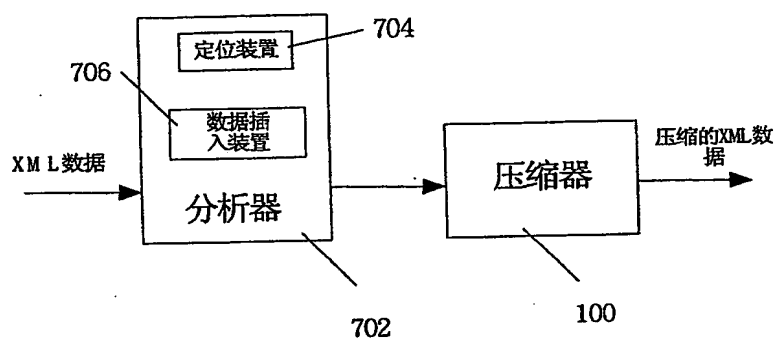 定位装置
704
706
数据插
入装置
XML数据
分析器
压缩器
压缩的XML数
据
702
100